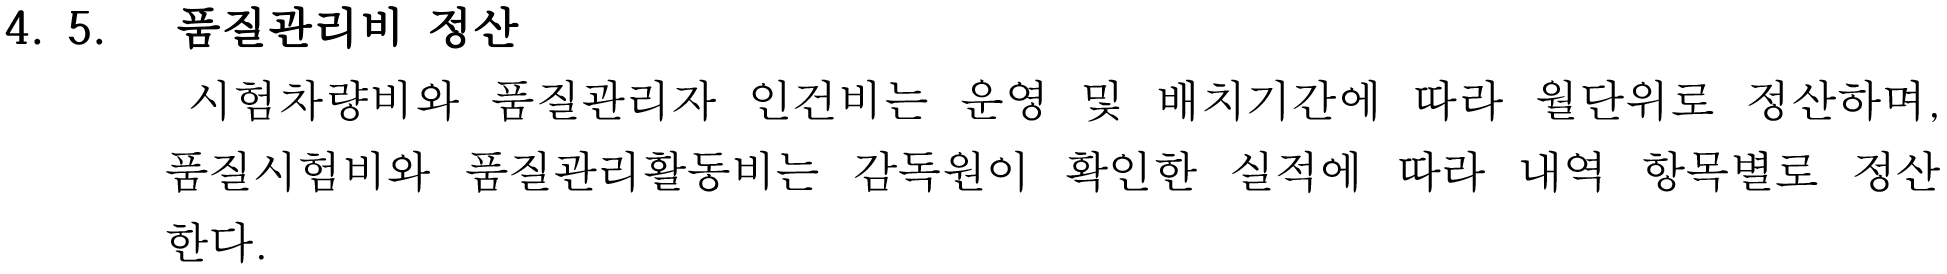 4. 5. 품질관리비 정산
시험차량비와 품질관리자 인건비는 운영 및 배치기간에 따라 월단위로 정산하며,
품질시험비와 품질관리활동비는 감독원이 확인한 실적에 따라 내역 항목별로 정산
한다.